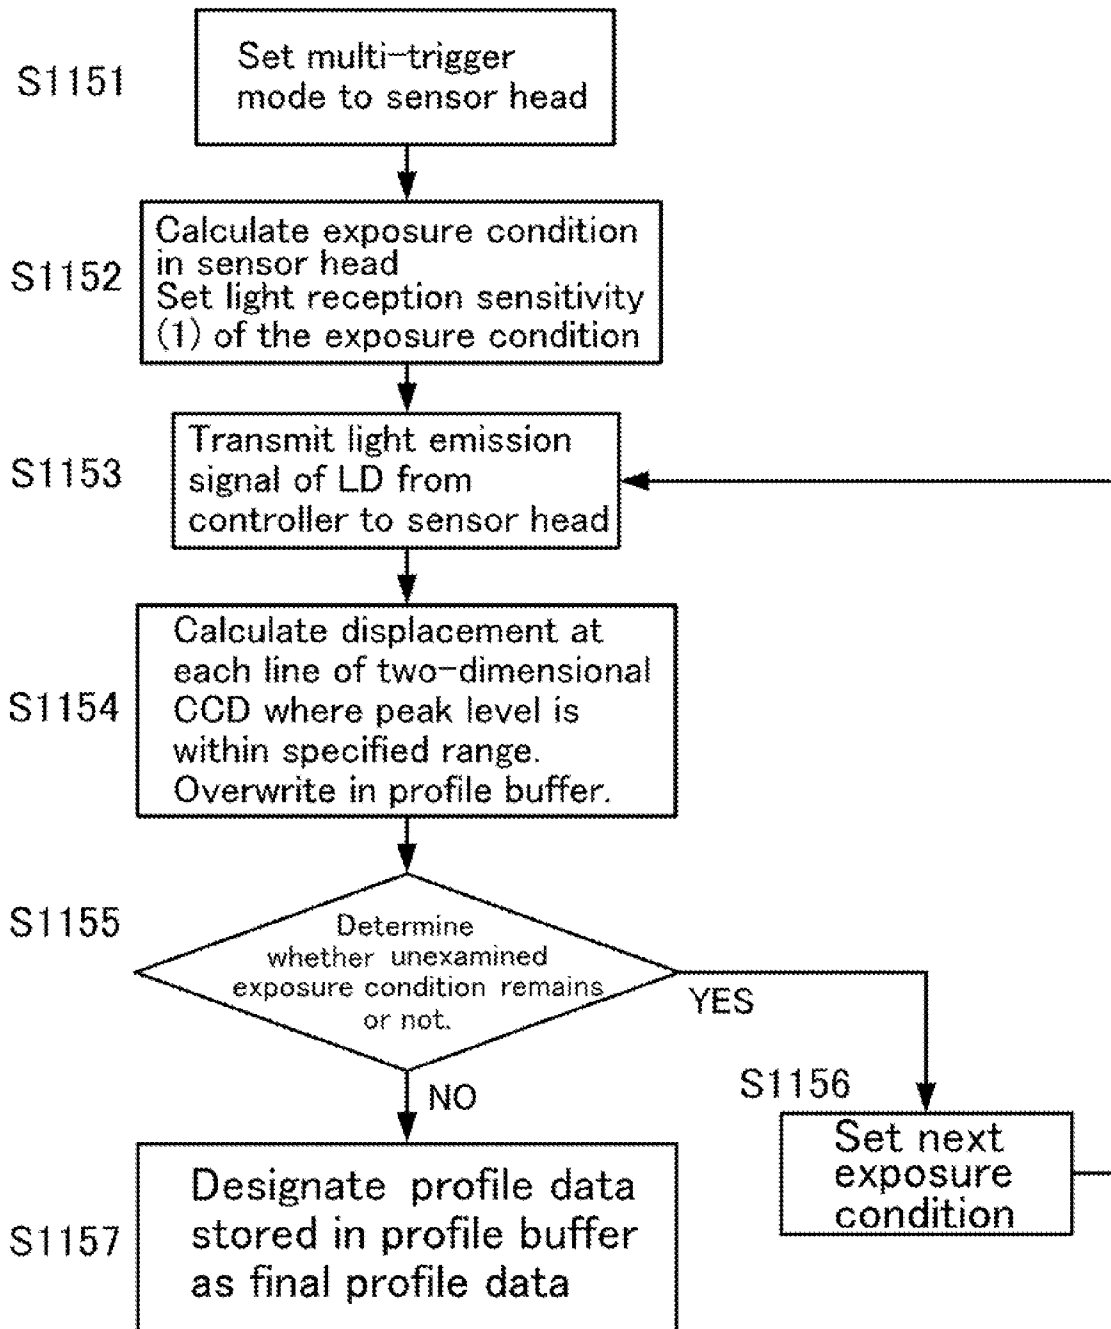 S1151
Set multi-trigger
mode to sensor head
S1152
Calculate exposure condition
in sensor head
Set light reception sensitivity
(1) of the exposure condition
S1153
Transmit light emission
signal of LD from
controller to sensor head
S1154
Calculate displacement at
each line of two-dimensional
CCD where peak level is
within specified range.
Overwrite in profile buffer.
S1155
Determine
whether unexamined
exposure condition remains
or not.
YES
NO
S1156
Set next
exposure
condition
S1157
Designate profile data
stored in profile buffer
as final profile data